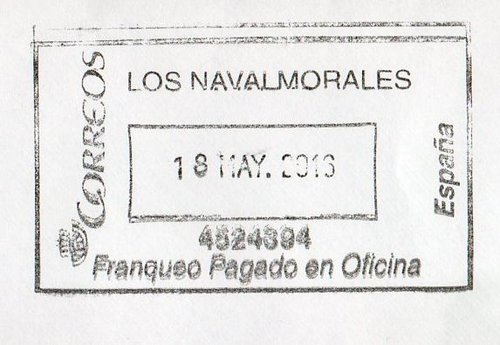 CORREOS
LOS NAVALMORALES
18 MAY. 2016
4524394
Franqueo Pagado en Oficina
España